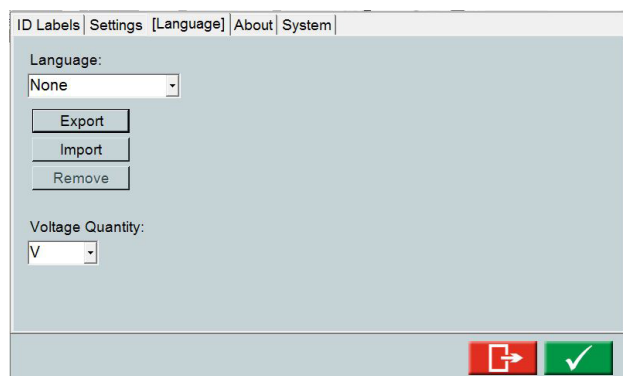 ID Labels Settings [Language] About System
Language:
None
Export
Import
Remove
Voltage Quantity:
V